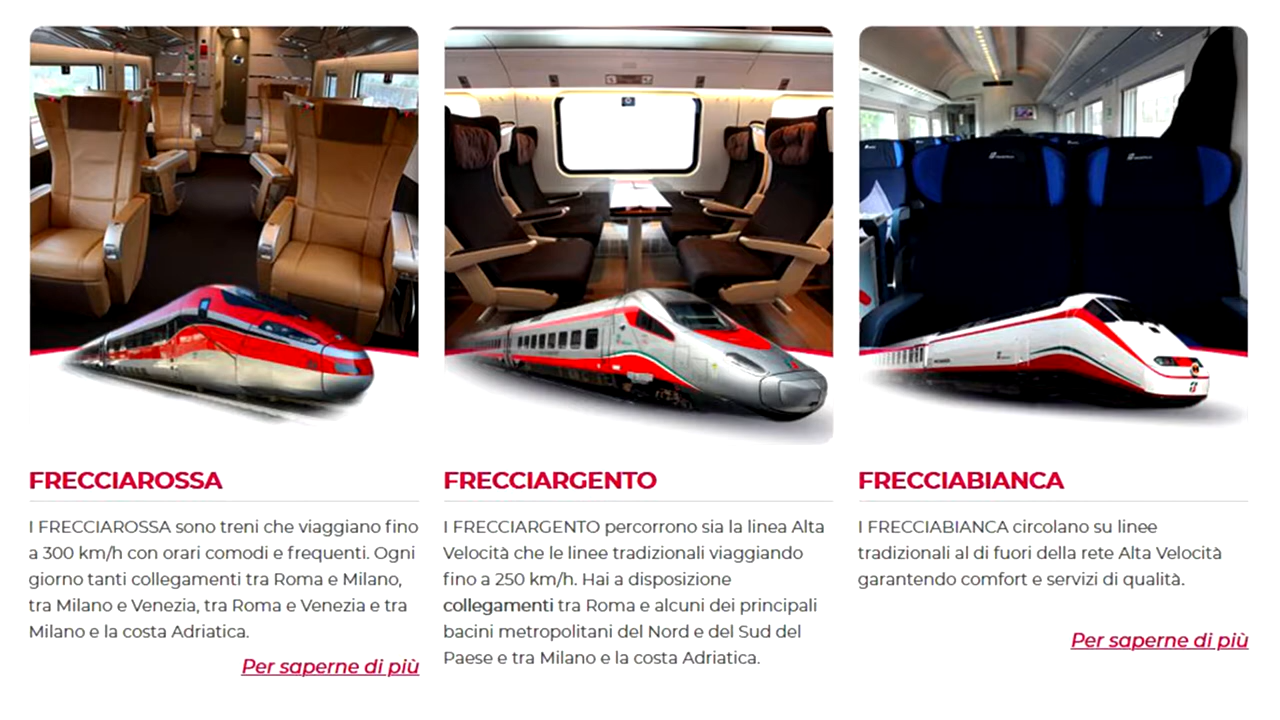 FRECCIAROSSA
I FRECCIAROSSA sono treni che viaggiano fino
a 300 km/h con orari comodi e frequenti. Ogni
giorno tanti collegamenti tra Roma e Milano,
tra Milano e Venezia, tra Roma e Venezia e tra
Milano e la costa Adriatica.
Per saperne di più
FRECCIARGENTO
I FRECCIARGENTO percorrono sia la linea Alta
Velocità che le linee tradizionali viaggiando
fino a 250 km/h. Hai a disposizione
collegamenti tra Roma e alcuni dei principali
bacini metropolitani del Nord e del Sud del
Paese e tra Milano e la costa Adriatica.
FRECCIABIANCA
I FRECCIABIANCA circolano su linee
tradizionali al di fuori della rete Alta Velocità
garantendo comfort e servizi di qualità.
Per saperne di più